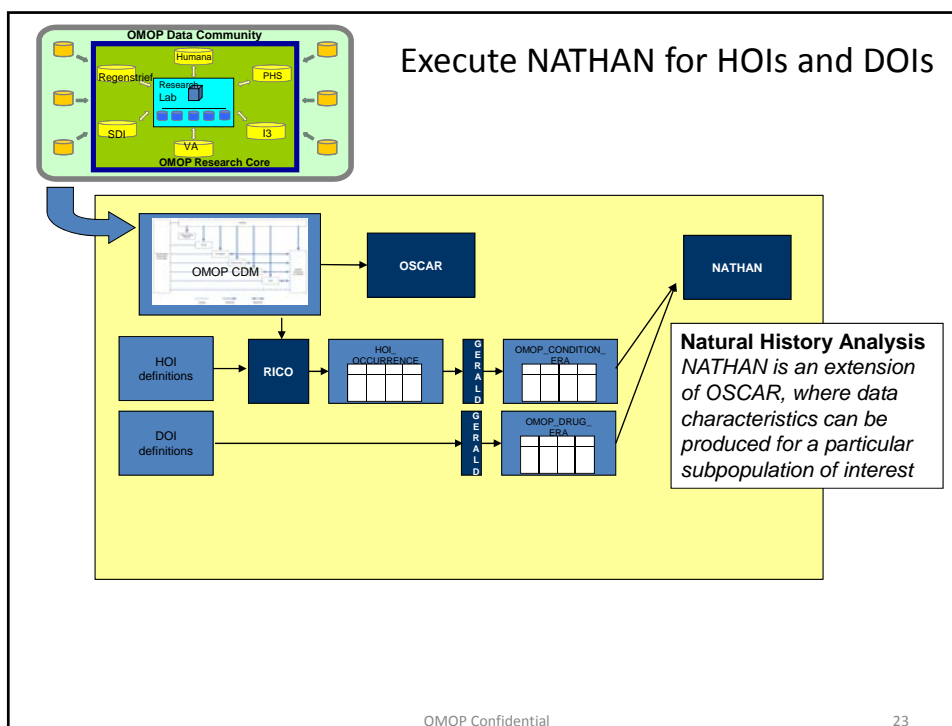 Execute NATHAN for HOIs and DOIs
OMOP Data Community
Humana
Regenstrief
PHS
Research
Lab
SDI
I3
VA
OMOP Research Core
OMOP CDM
OSCAR
NATHAN
HOI
definitions
RICO
HOI_
OCCURRENCE
GERALD
OMOP_CONDITION_
ERA
DOI
definitions
GERALD
OMOP_DRUG_
ERA
Natural History Analysis
NATHAN is an extension
of OSCAR, where data
characteristics can be
produced for a particular
subpopulation of interest
OMOP Confidential
23